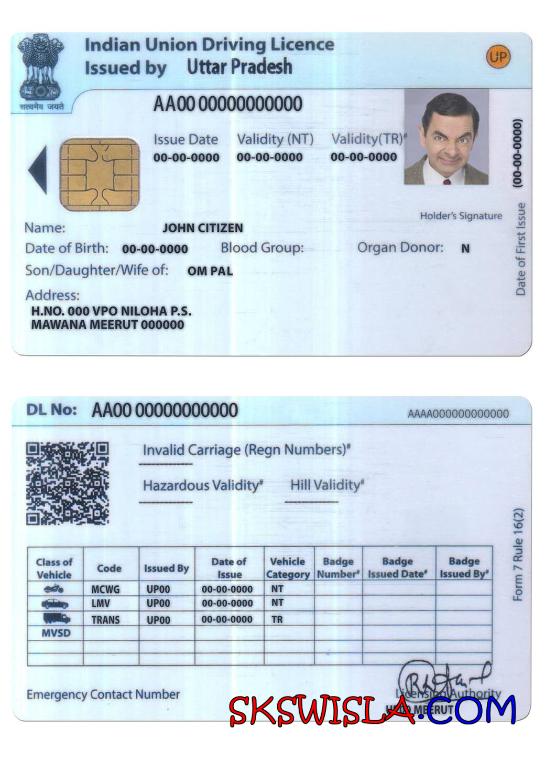 Indian Union Driving Licence
Issued by Uttar Pradesh
UP
सत्यमेव जयते
AA00 00000000000
Issue Date Validity (NT) Validity(TR)#
00-00-0000 00-00-0000 00-00-0000
Date of First Issue (00-00-0000)
Holder's Signature
Name: JOHN CITIZEN
Date of Birth: 00-00-0000 Blood Group: Organ Donor: N
Son/Daughter/Wife of: OM PAL
Address:
H.NO. 000 VPO NILOHA P.S.
MAWANA MEERUT 000000
DL No: AA00 00000000000
AAAA000000000000
Invalid Carriage (Regn Numbers)#
Hazardous Validity# Hill Validity#
Form 7 Rule 16(2)
Class of Vehicle Code Issued By Date of Issue Vehicle Category Badge Number# Badge Issued Date# Badge Issued By#
MCWG UP00 00-00-0000 NT
LMV UP00 00-00-0000 NT
TRANS UP00 00-00-0000 TR
MVSD
Emergency Contact Number
Licensing Authority
MEERUT
SKSWISLA.COM